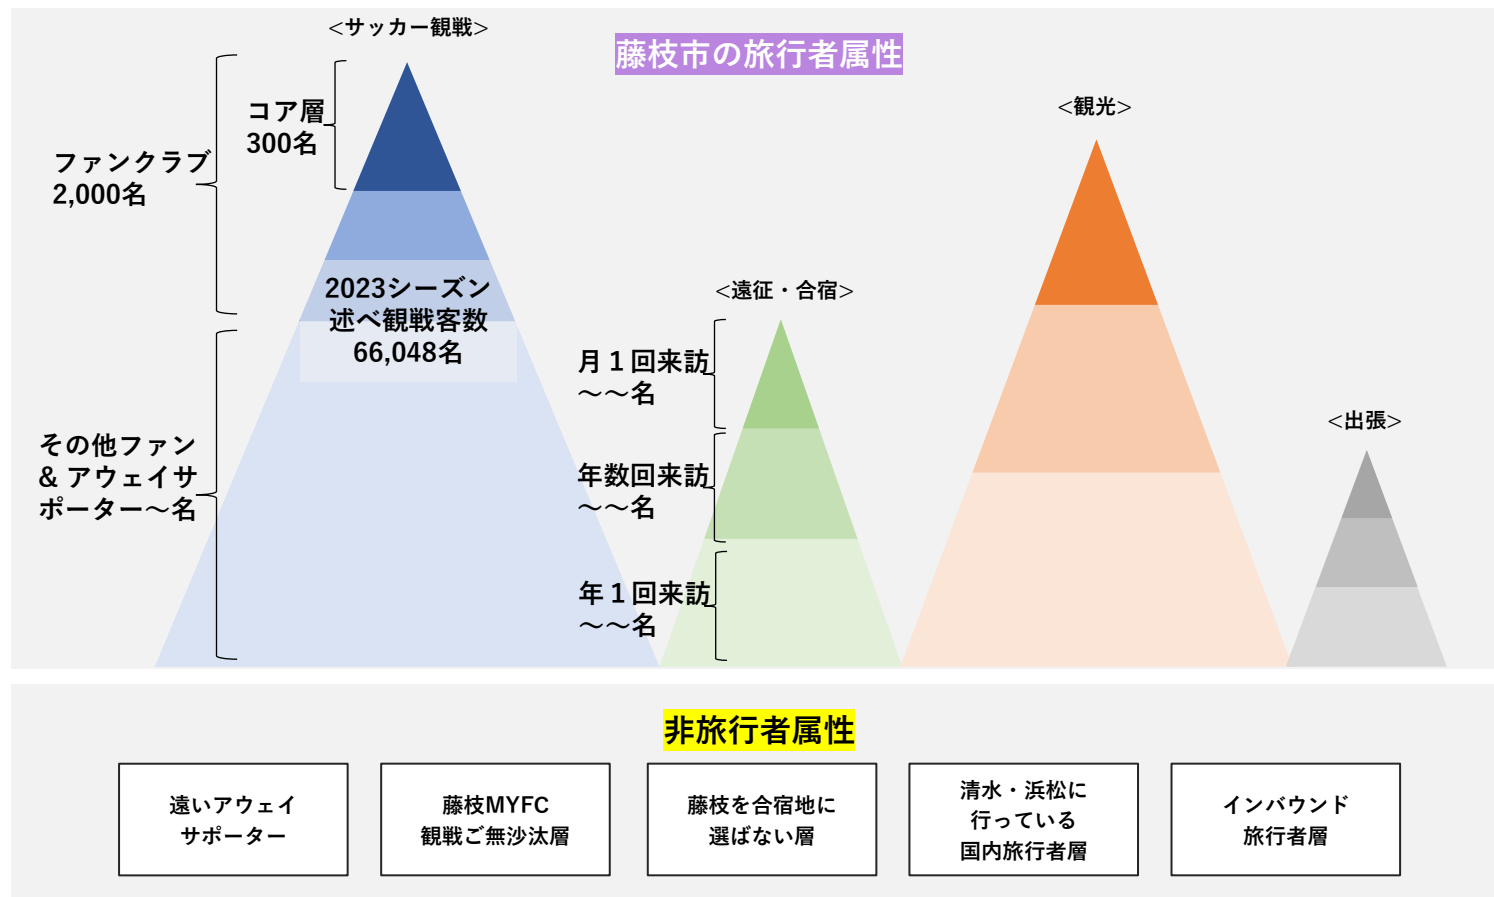 藤枝市の旅行者属性
<サッカー観戦>
コア層
300名
ファンクラブ
2,000名
2023シーズン
述べ観戦客数
66,048名
その他ファン
& アウェイサ
ポーター～名
<遠征・合宿>
月１回来訪
～～名
年数回来訪
～～名
年１回来訪
～～名
<観光>
<出張>
非旅行者属性
遠いアウェイ
サポーター
藤枝MYFC
観戦ご無沙汰層
藤枝を合宿地に
選ばない層
清水・浜松に
行っている
国内旅行者層
インバウンド
旅行者層